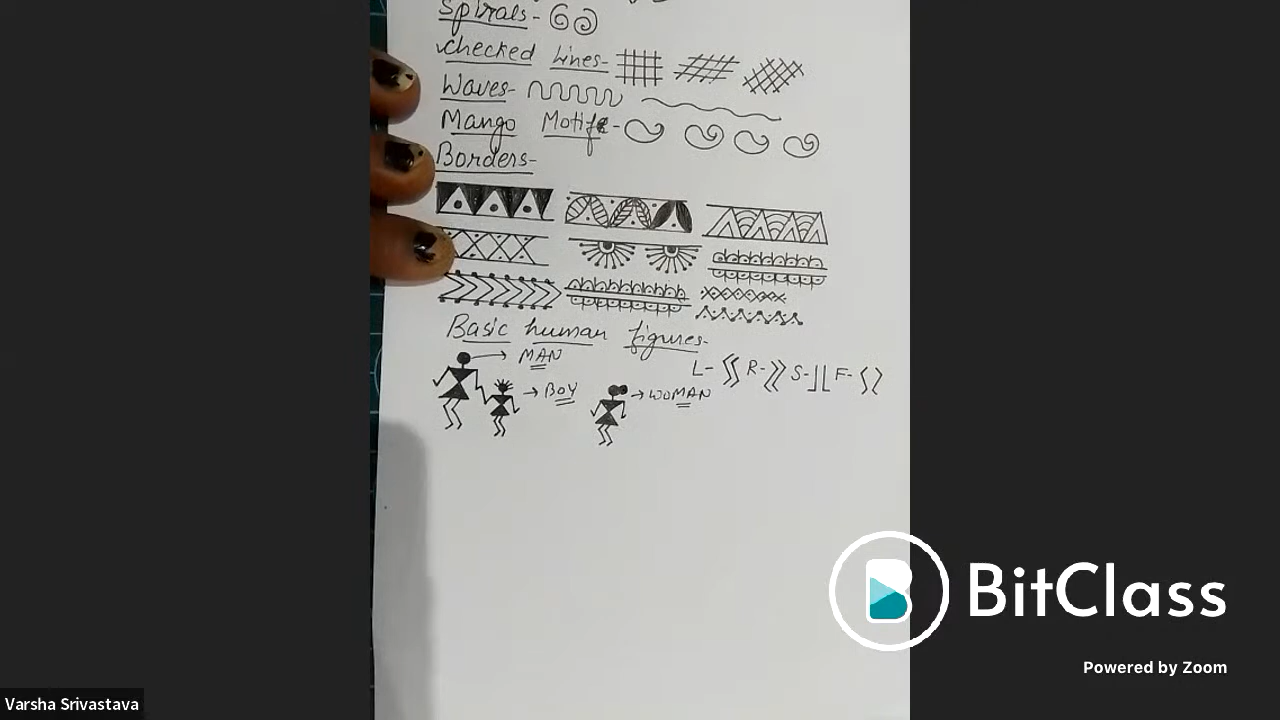 Spirals-
Checked Lines-
Waves-
Mango Motifs-
Borders-
Basic human figures-
MAN
L- R- S- F-
BOY
WOMAN
BitClass
Powered by Zoom
Varsha Srivastava